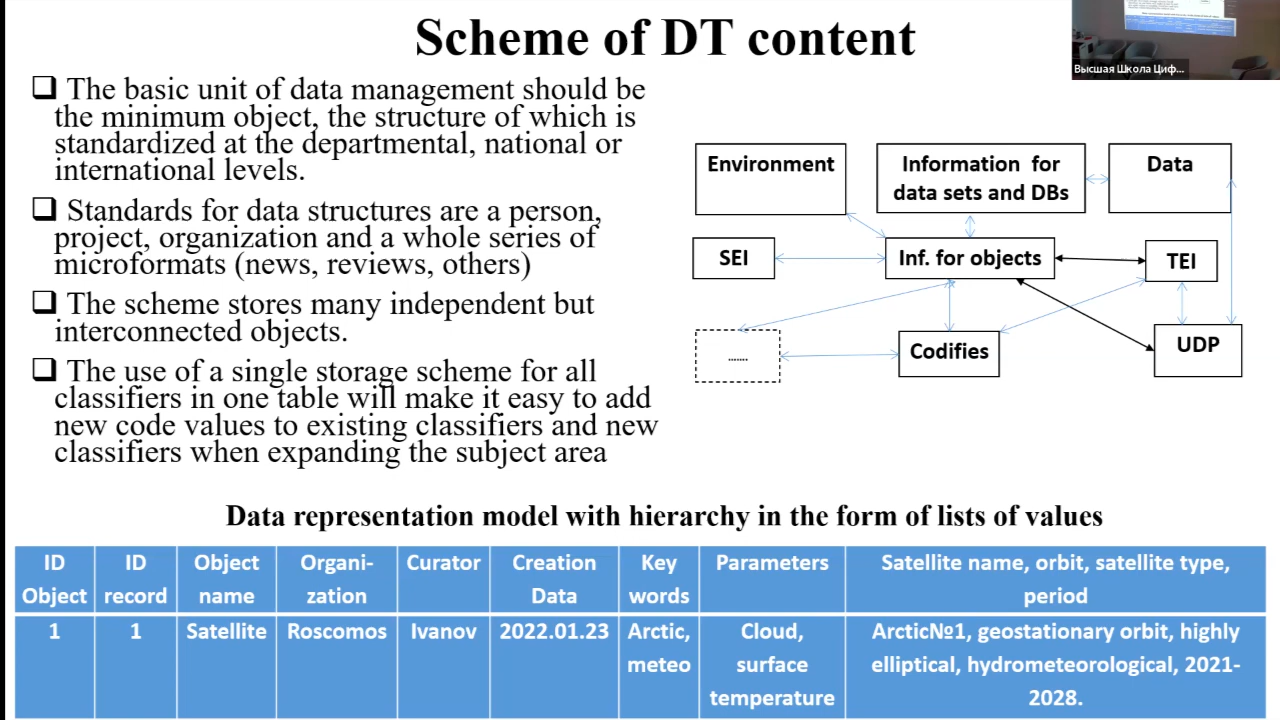 Scheme of DT content
Высшая Школа Циф...
❑ The basic unit of data management should be
the minimum object, the structure of which is
standardized at the departmental, national or
international levels.
❑ Standards for data structures are a person,
project, organization and a whole series of
microformats (news, reviews, others)
❑ The scheme stores many independent but
interconnected objects.
❑ The use of a single storage scheme for all
classifiers in one table will make it easy to add
new code values to existing classifiers and new
classifiers when expanding the subject area
Environment
Information for
data sets and DBs
Data
SEI
Inf. for objects
TEI
.......
Codifies
UDP
Data representation model with hierarchy in the form of lists of values
ID
Object
ID
record
Object
name
Organi-
zation
Curator
Creation
Data
Key
words
Parameters
Satellite name, orbit, satellite type,
period
1
1
Satellite
Roscomos
Ivanov
2022.01.23
Arctic,
meteo
Cloud,
surface
temperature
Arctic№1, geostationary orbit, highly
elliptical, hydrometeorological, 2021-
2028.